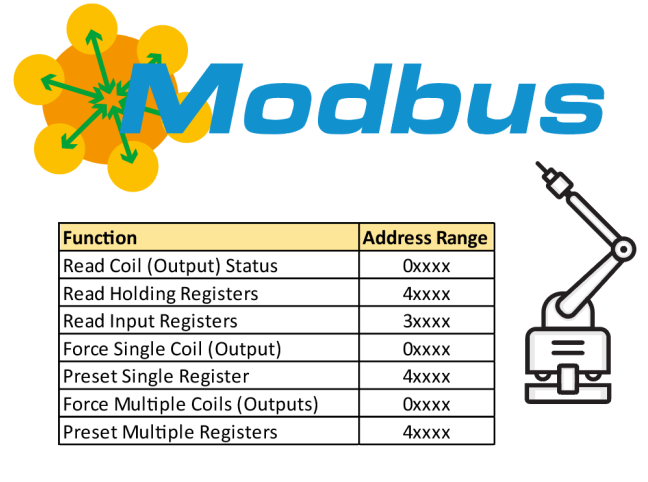 Modbus
Function Address Range
Read Coil (Output) Status 0xxxx
Read Holding Registers 4xxxx
Read Input Registers 3xxxx
Force Single Coil (Output) 0xxxx
Preset Single Register 4xxxx
Force Multiple Coils (Outputs) 0xxxx
Preset Multiple Registers 4xxxx